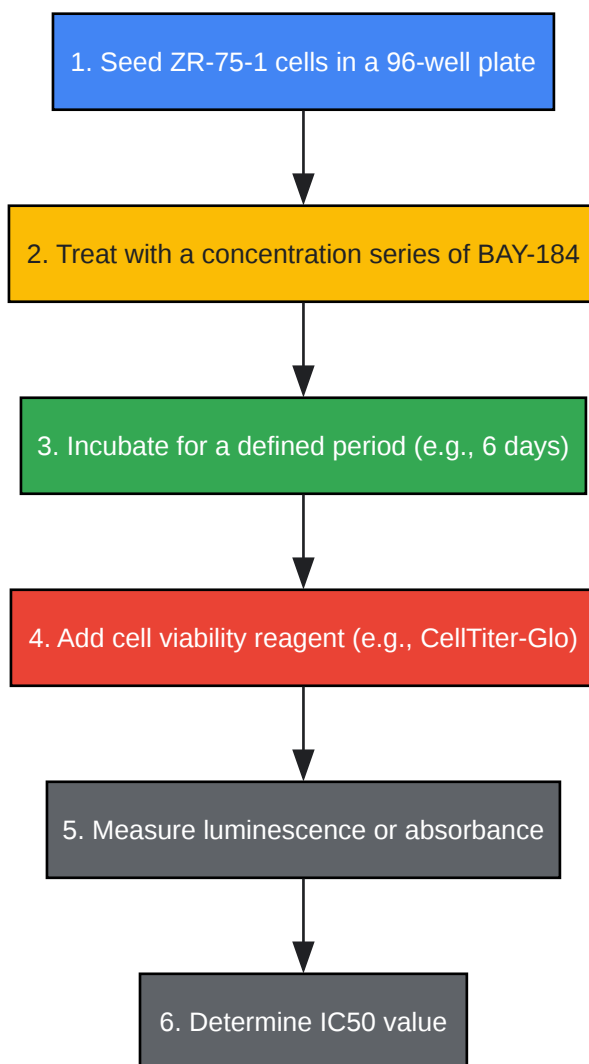 1. Seed ZR-75-1 cells in a 96-well plate
2. Treat with a concentration series of BAY-184
3. Incubate for a defined period (e.g., 6 days)
4. Add cell viability reagent (e.g., CellTiter-Glo)
5. Measure luminescence or absorbance
6. Determine IC50 value